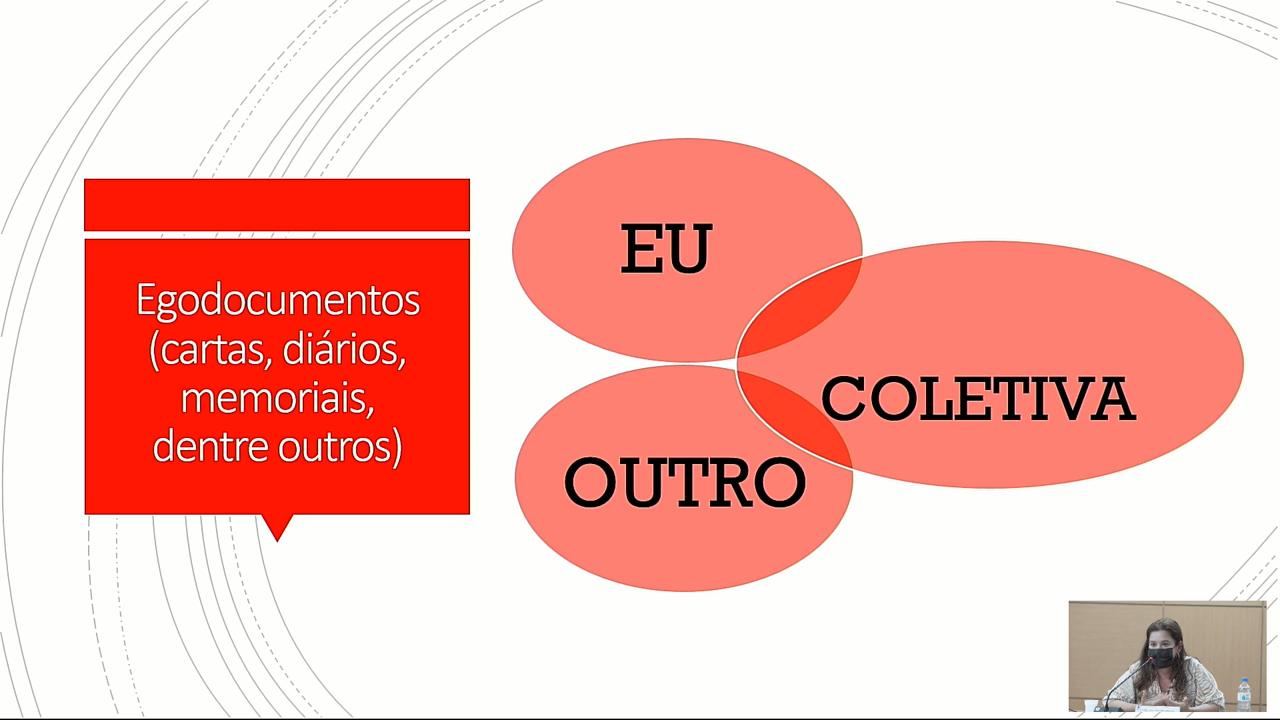 Egodocumentos
(cartas, diários,
memoriais,
dentre outros)
EU
COLETIVA
OUTRO